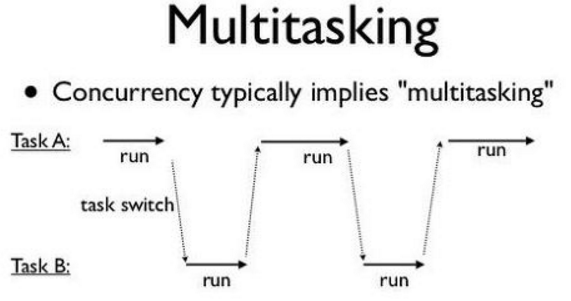 Multitasking
• Concurrency typically implies "multitasking"
Task A:
run
run
run
task switch
Task B:
run
run